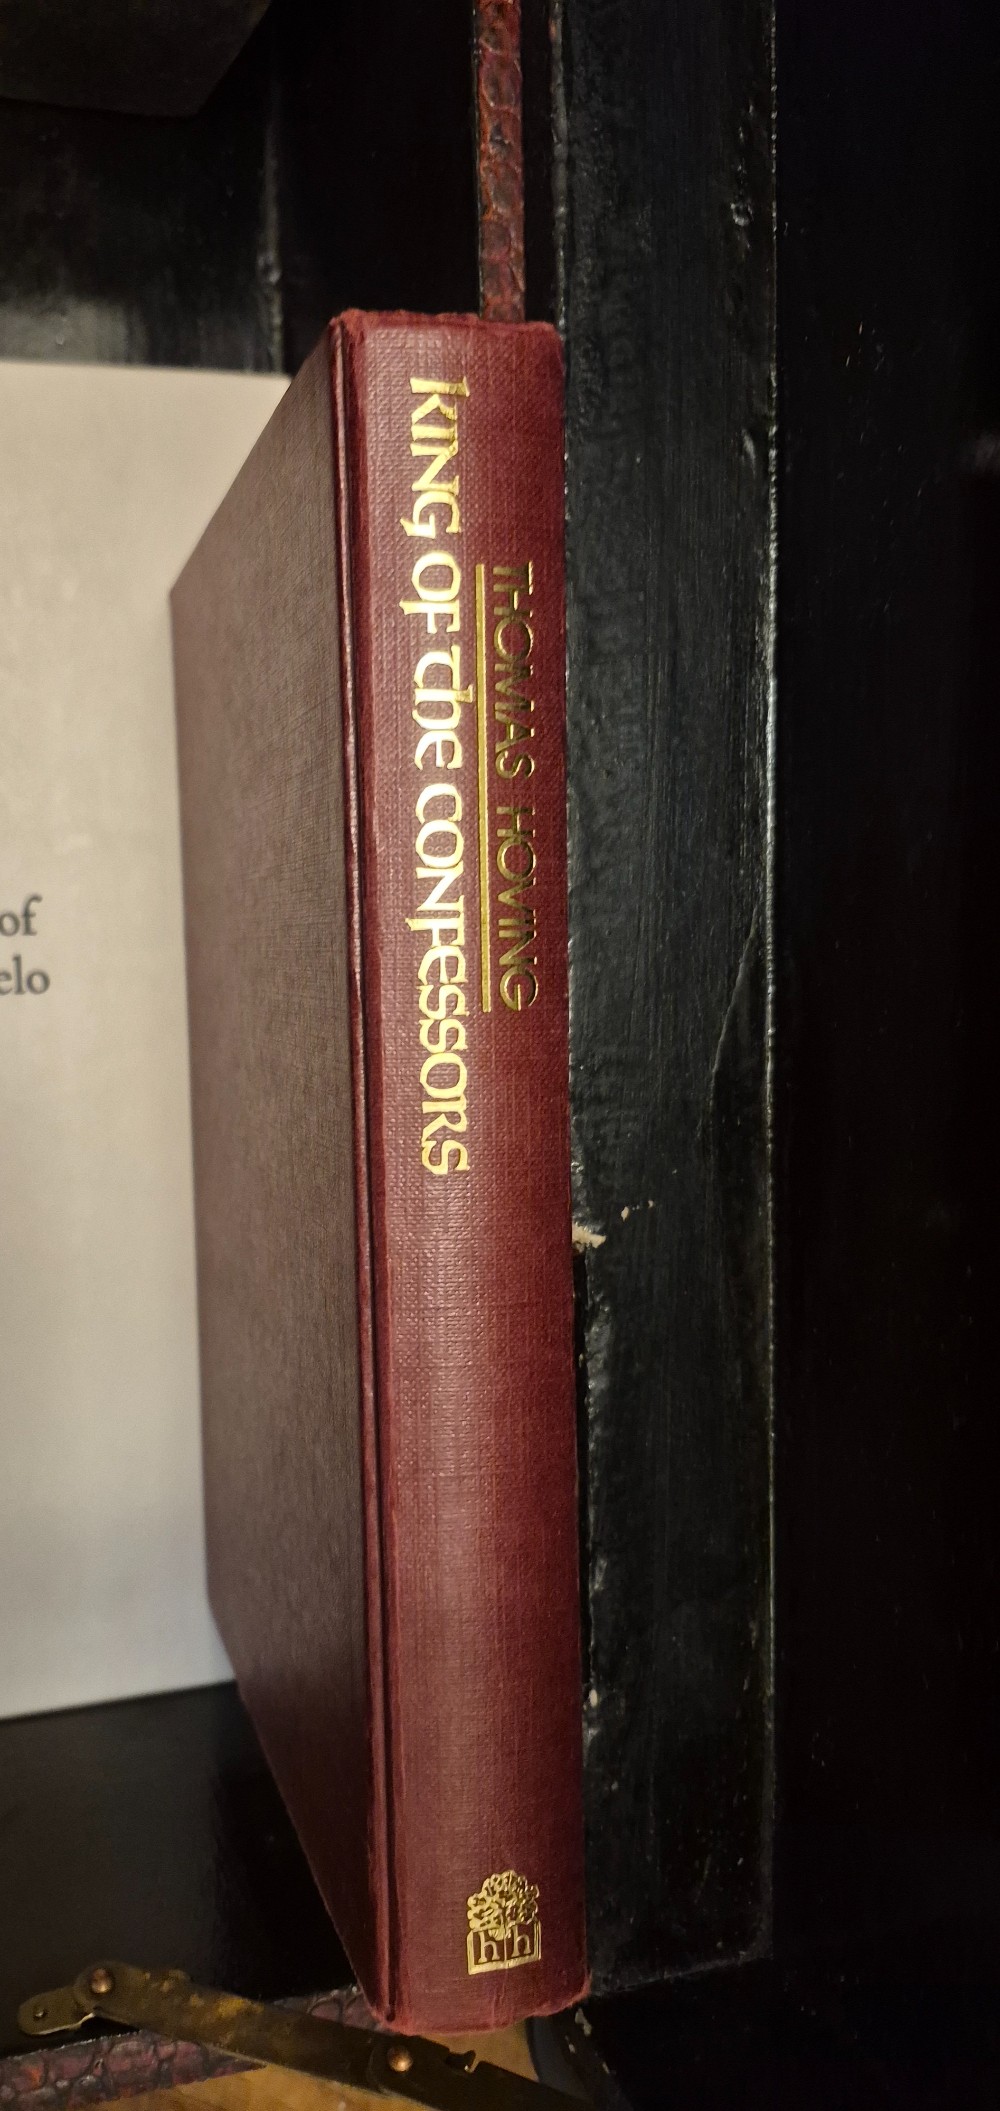 KING OF the CONFESSORS
THOMAS HOVING
hh
of
elo